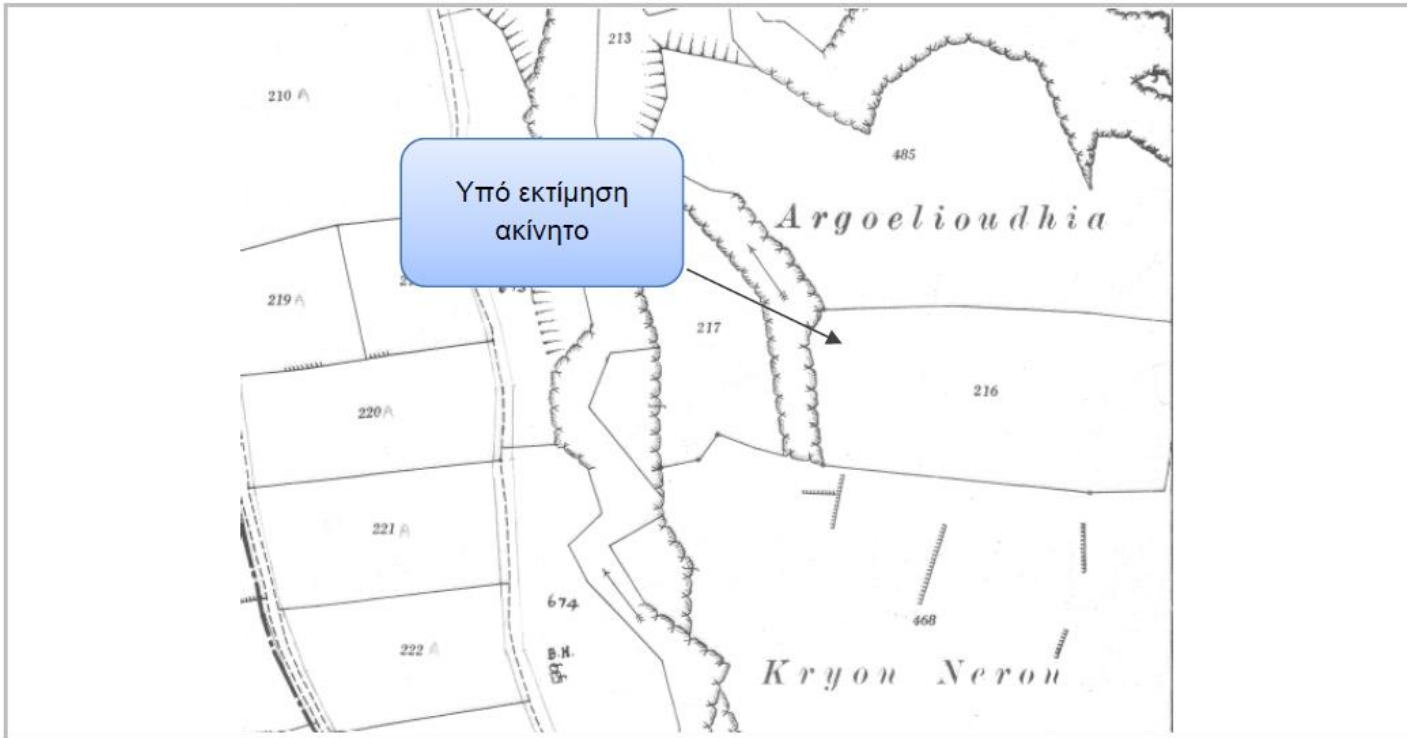 213
210 A
485
Υπό εκτίμηση
ακίνητο
Argoelioudhia
219 A
217
216
220 A
221 A
674
468
222 A
B.H.
Kryon Neron